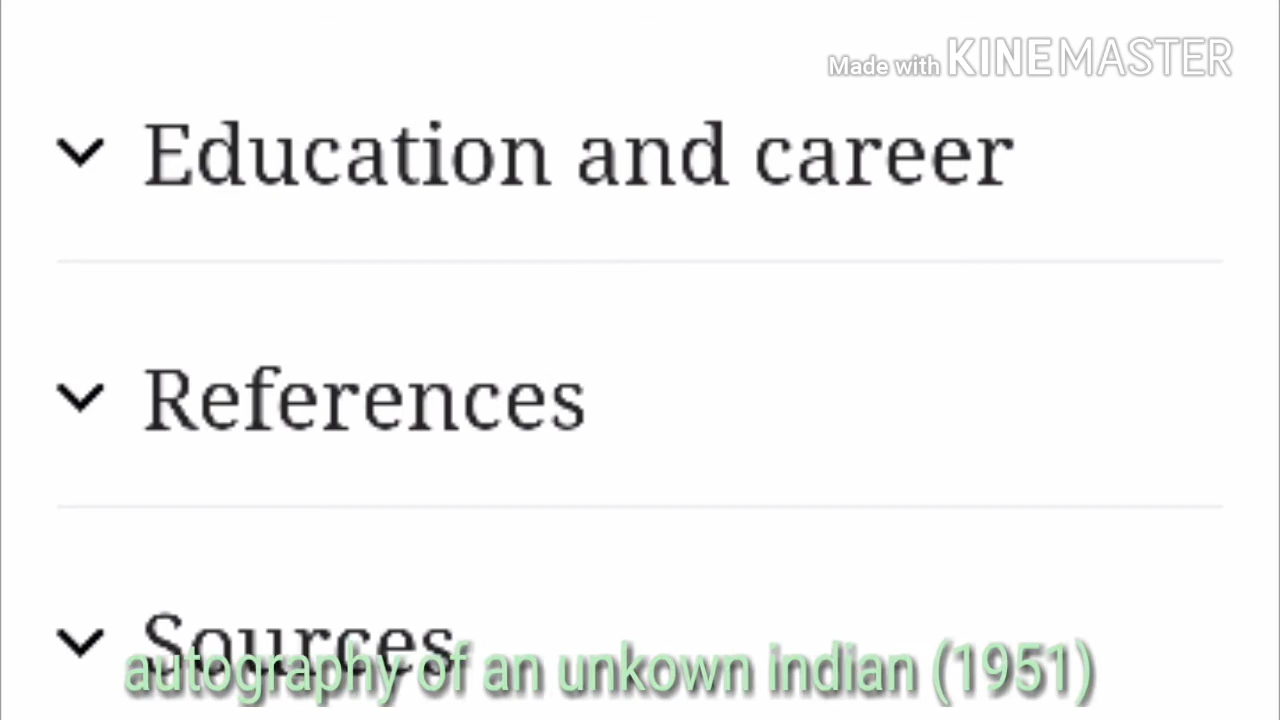 Made with KINEMASTER
Education and career
References
Sources
autography of an unkown indian (1951)